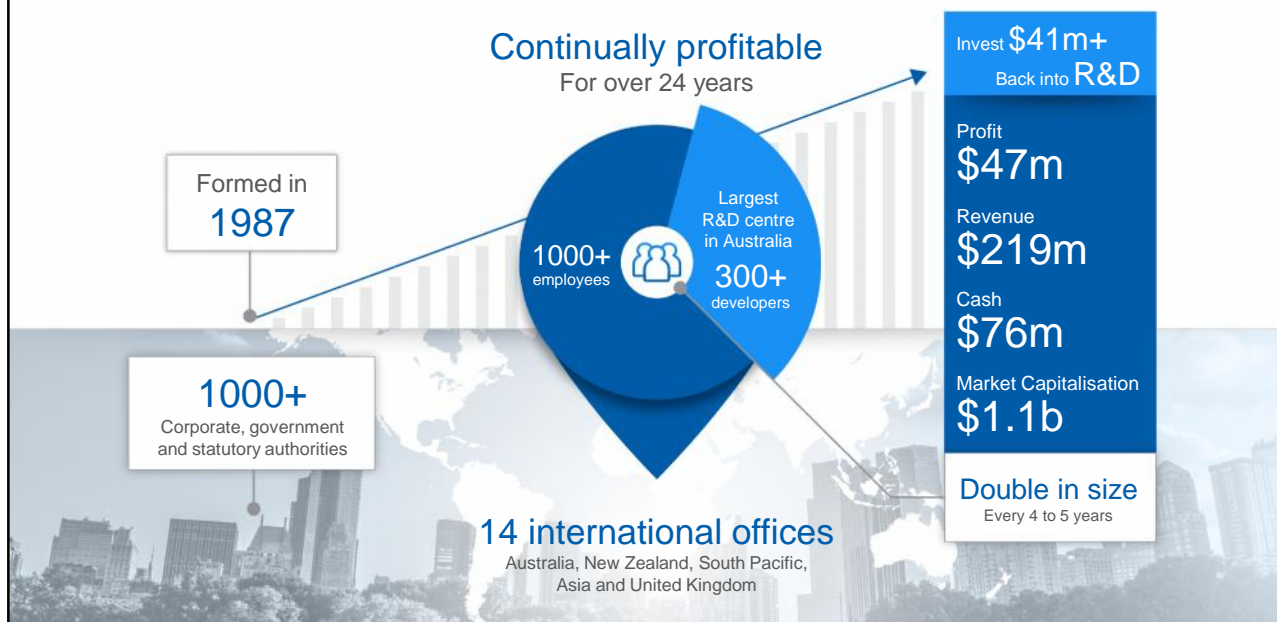 Continually profitable
For over 24 years
Formed in
1987
1000+
employees
Largest
R&D centre
in Australia
300+
developers
1000+
Corporate, government
and statutory authorities
14 international offices
Australia, New Zealand, South Pacific,
Asia and United Kingdom
Invest $41m+
Back into R&D
Profit
$47m
Revenue
$219m
Cash
$76m
Market Capitalisation
$1.1b
Double in size
Every 4 to 5 years